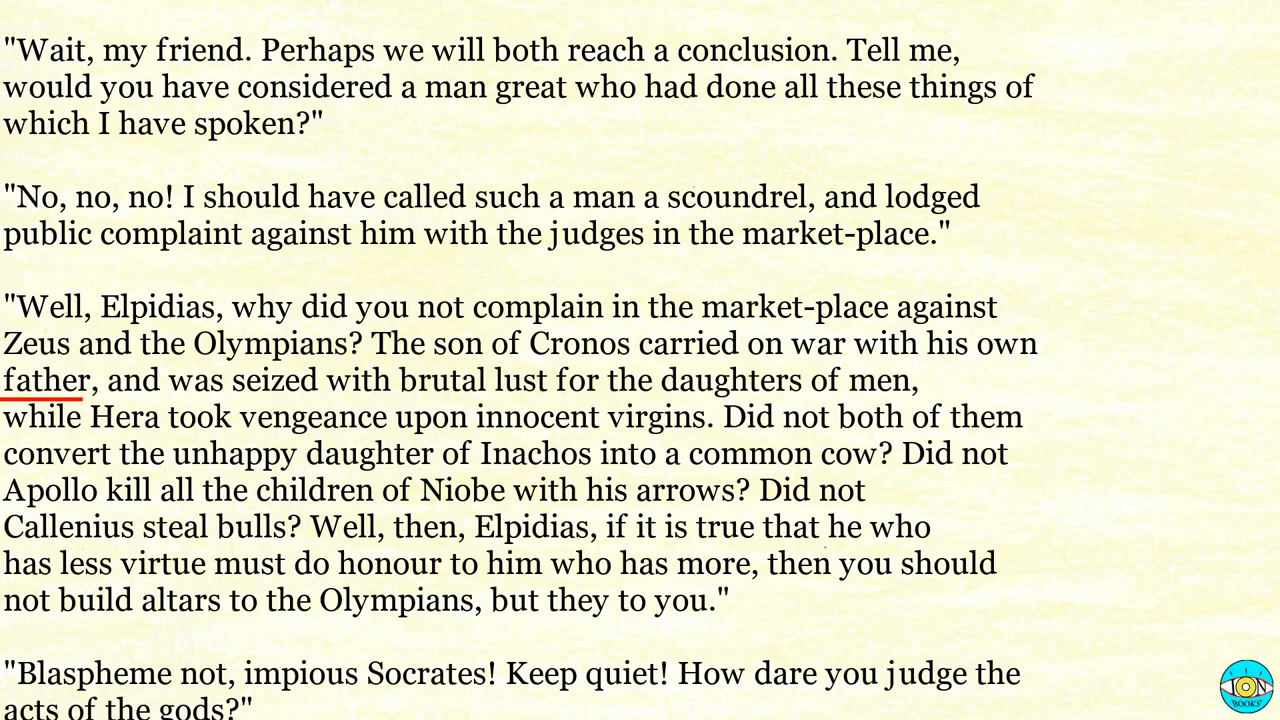 "Wait, my friend. Perhaps we will both reach a conclusion. Tell me,
would you have considered a man great who had done all these things of
which I have spoken?"
"No, no, no! I should have called such a man a scoundrel, and lodged
public complaint against him with the judges in the market-place."
"Well, Elpidias, why did you not complain in the market-place against
Zeus and the Olympians? The son of Cronos carried on war with his own
father, and was seized with brutal lust for the daughters of men,
while Hera took vengeance upon innocent virgins. Did not both of them
convert the unhappy daughter of Inachos into a common cow? Did not
Apollo kill all the children of Niobe with his arrows? Did not
Callenius steal bulls? Well, then, Elpidias, if it is true that he who
has less virtue must do honour to him who has more, then you should
not build altars to the Olympians, but they to you."
"Blaspheme not, impious Socrates! Keep quiet! How dare you judge the
acts of the gods?"
ION
BOOKS